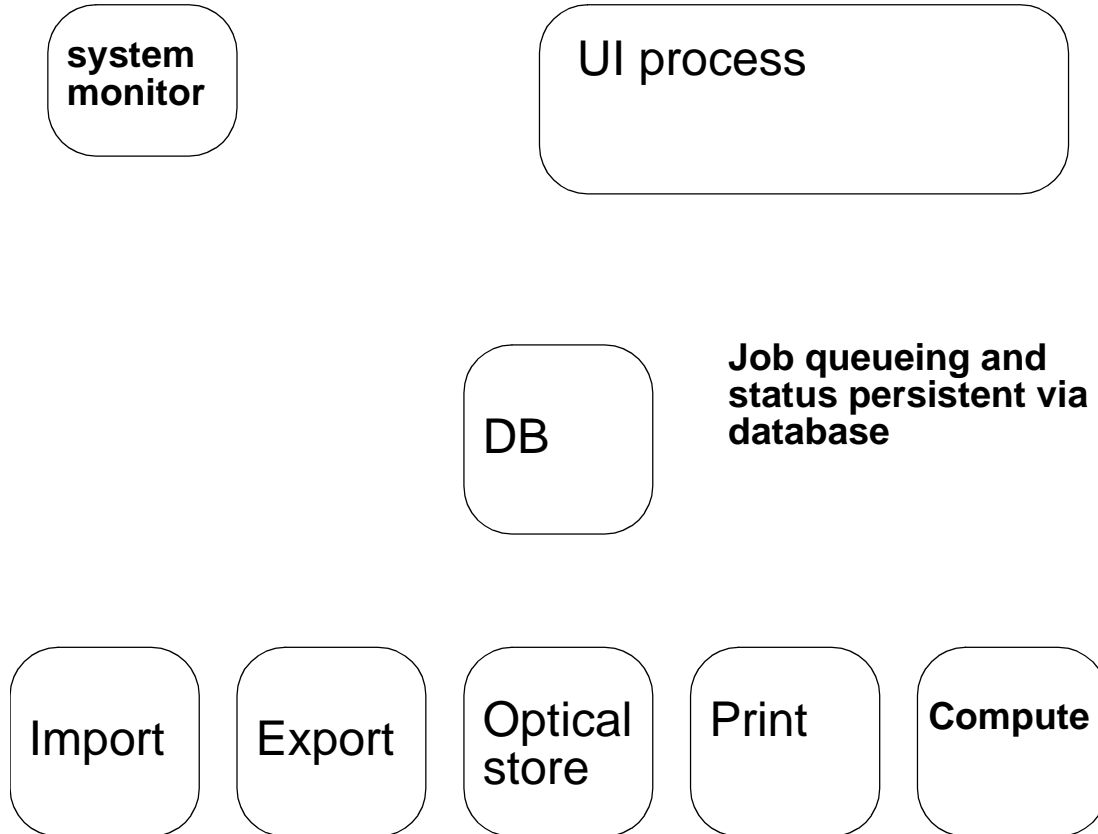 system
monitor
UI process
Job queueing and
status persistent via
database
DB
Import
Export
Optical
store
Print
Compute